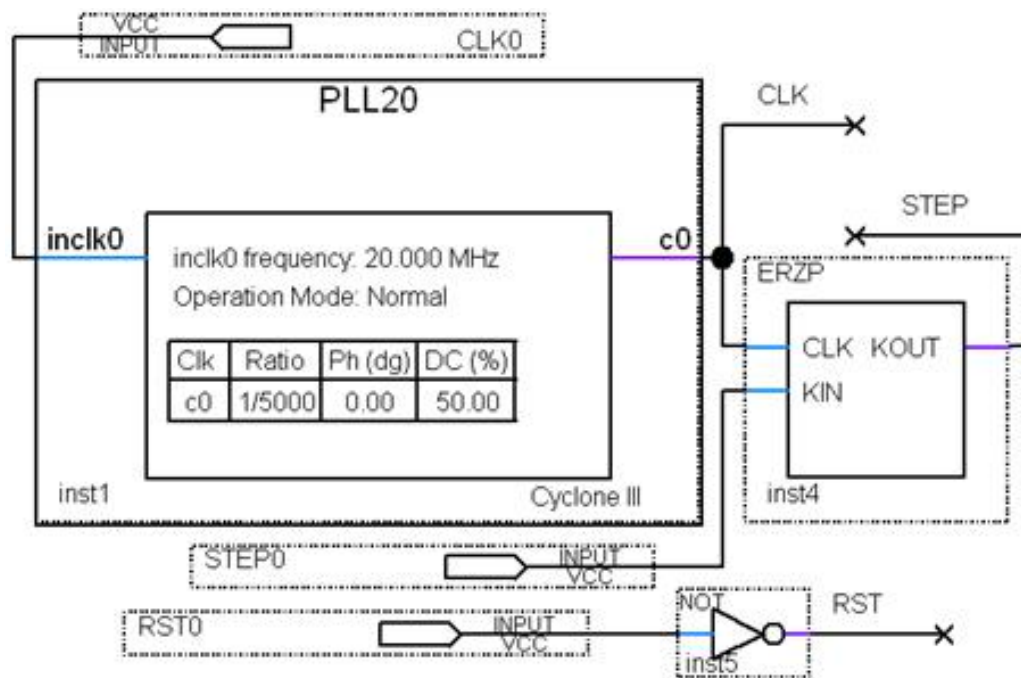 VCC
INPUT
CLK0
PLL20
CLK
STEP
inclk0
c0
inclk0 frequency: 20.000 MHz
Operation Mode: Normal
Clk Ratio Ph (dg) DC (%)
c0 1/5000 0.00 50.00
inst1
Cyclone III
ERZP
CLK KOUT
KIN
inst4
STEP0
INPUT
VCC
RST0
INPUT
VCC
NOT
inst5
RST